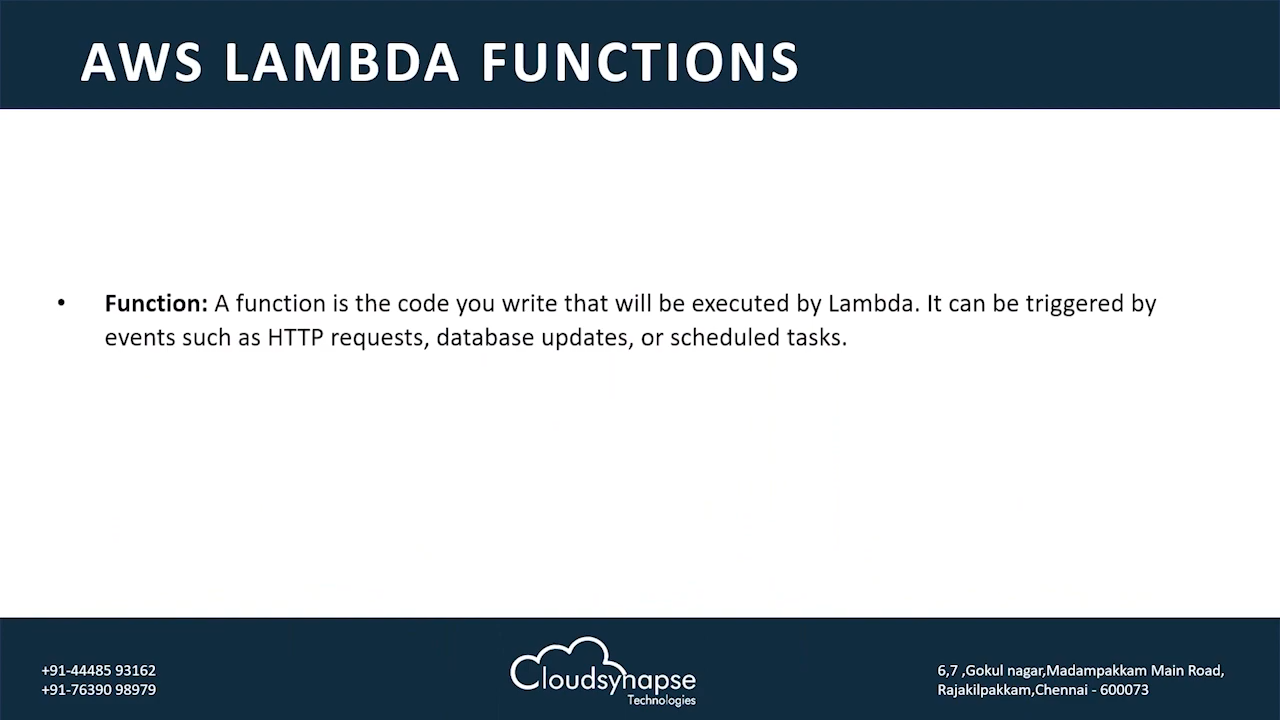 AWS LAMBDA FUNCTIONS
• Function: A function is the code you write that will be executed by Lambda. It can be triggered by
events such as HTTP requests, database updates, or scheduled tasks.
+91-44485 93162
+91-76390 98979
Cloudsynapse
Technologies
6,7 ,Gokul nagar,Madampakkam Main Road,
Rajakilpakkam,Chennai - 600073